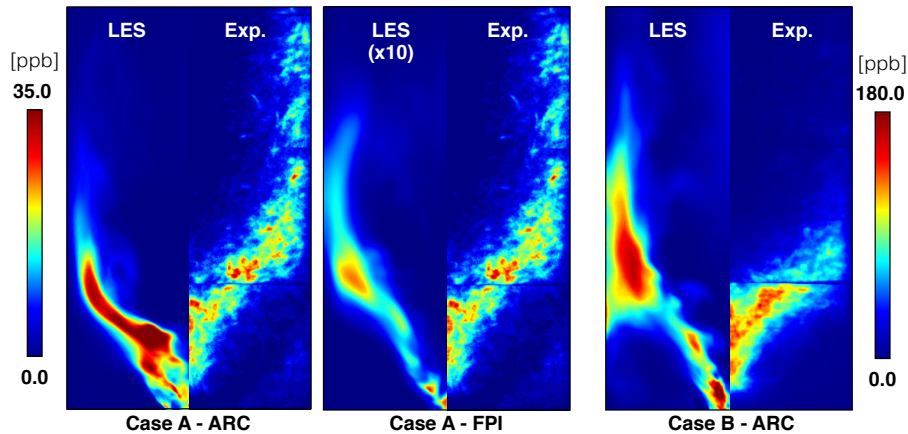 LES
Exp.
LES
(x10)
Exp.
LES
Exp.
[ppb]
35.0
0.0
[ppb]
180.0
0.0
Case A - ARC
Case A - FPI
Case B - ARC